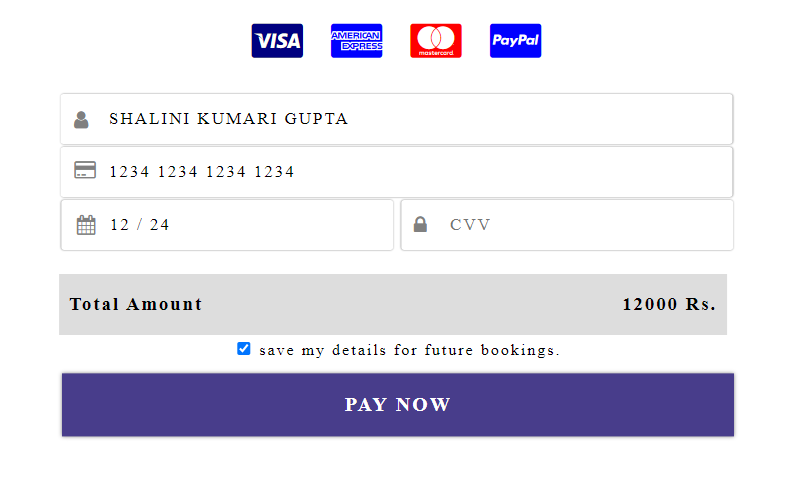 VISA AMERICAN EXPRESS mastercard PayPal
SHALINI KUMARI GUPTA
1234 1234 1234 1234
12 / 24 CVV
Total Amount 12000 Rs.
save my details for future bookings.
PAY NOW